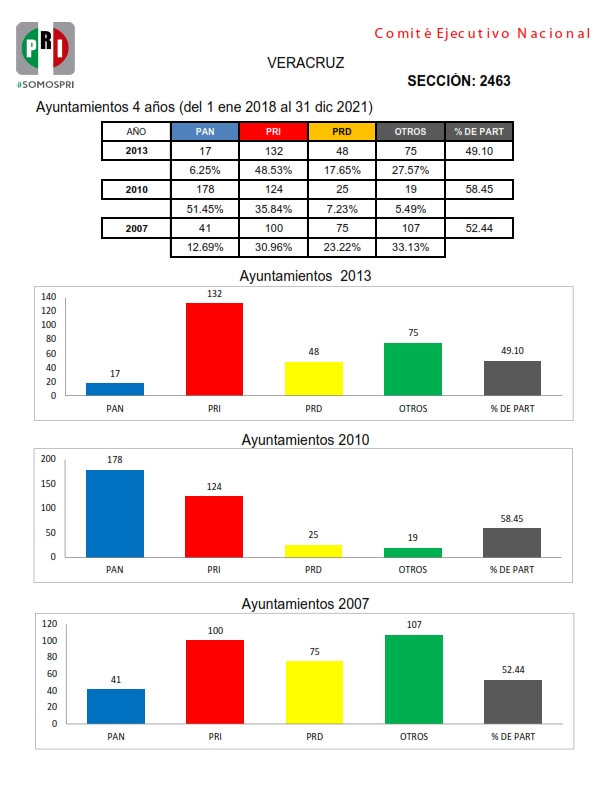 Comité Ejecutivo Nacional
PRI
#SOMOSPRI
VERACRUZ
SECCIÓN: 2463
Ayuntamientos 4 años (del 1 ene 2018 al 31 dic 2021)
AÑO PAN PRI PRD OTROS % DE PART
2013 17 132 48 75 49.10
6.25% 48.53% 17.65% 27.57%
2010 178 124 25 19 58.45
51.45% 35.84% 7.23% 5.49%
2007 41 100 75 107 52.44
12.69% 30.96% 23.22% 33.13%
Ayuntamientos 2013
140
120
100
80
60
40
20
0
17 132 48 75 49.10
PAN PRI PRD OTROS % DE PART
Ayuntamientos 2010
200
150
100
50
0
178 124 25 19 58.45
PAN PRI PRD OTROS % DE PART
Ayuntamientos 2007
120
100
80
60
40
20
0
41 100 75 107 52.44
PAN PRI PRD OTROS % DE PART